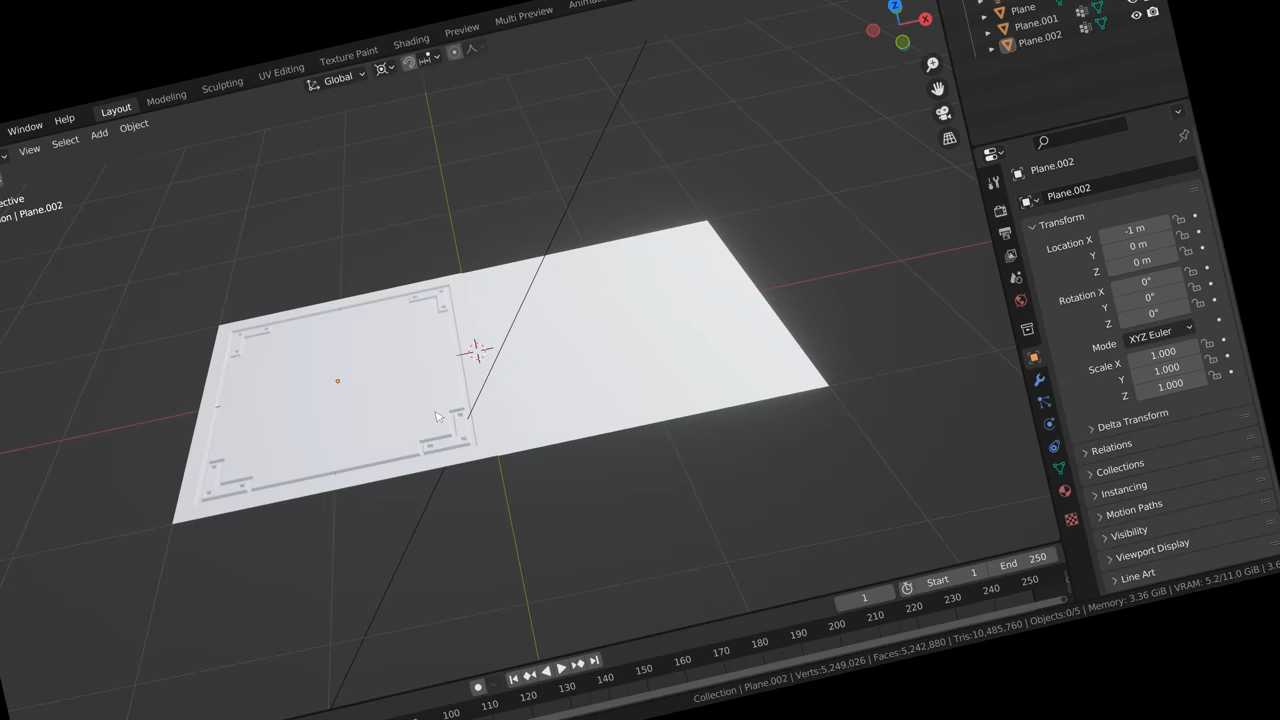 Window Help Layout Modeling Sculpting UV Editing Texture Paint Shading Preview Multi Preview
View Select Add Object
Global
on | Plane.002
Z
X
Plane
Plane.001
Plane.002
Plane.002
Plane.002
Transform
Location X -1 m
Y 0 m
Z 0 m
Rotation X 0°
Y 0°
Z 0°
Mode XYZ Euler
Scale X 1.000
Y 1.000
Z 1.000
Delta Transform
Relations
Collections
Instancing
Motion Paths
Visibility
Viewport Display
Line Art
1 Start 1 End 250
100 110 120 130 140 150 160 170 180 190 200 210 220 230 240 250
Collection | Plane.002 | Verts:5,249,026 | Faces:5,242,880 | Tris:10,485,760 | Objects:0/5 | Memory: 3.36 GiB | VRAM: 5.2/11.0 GiB |